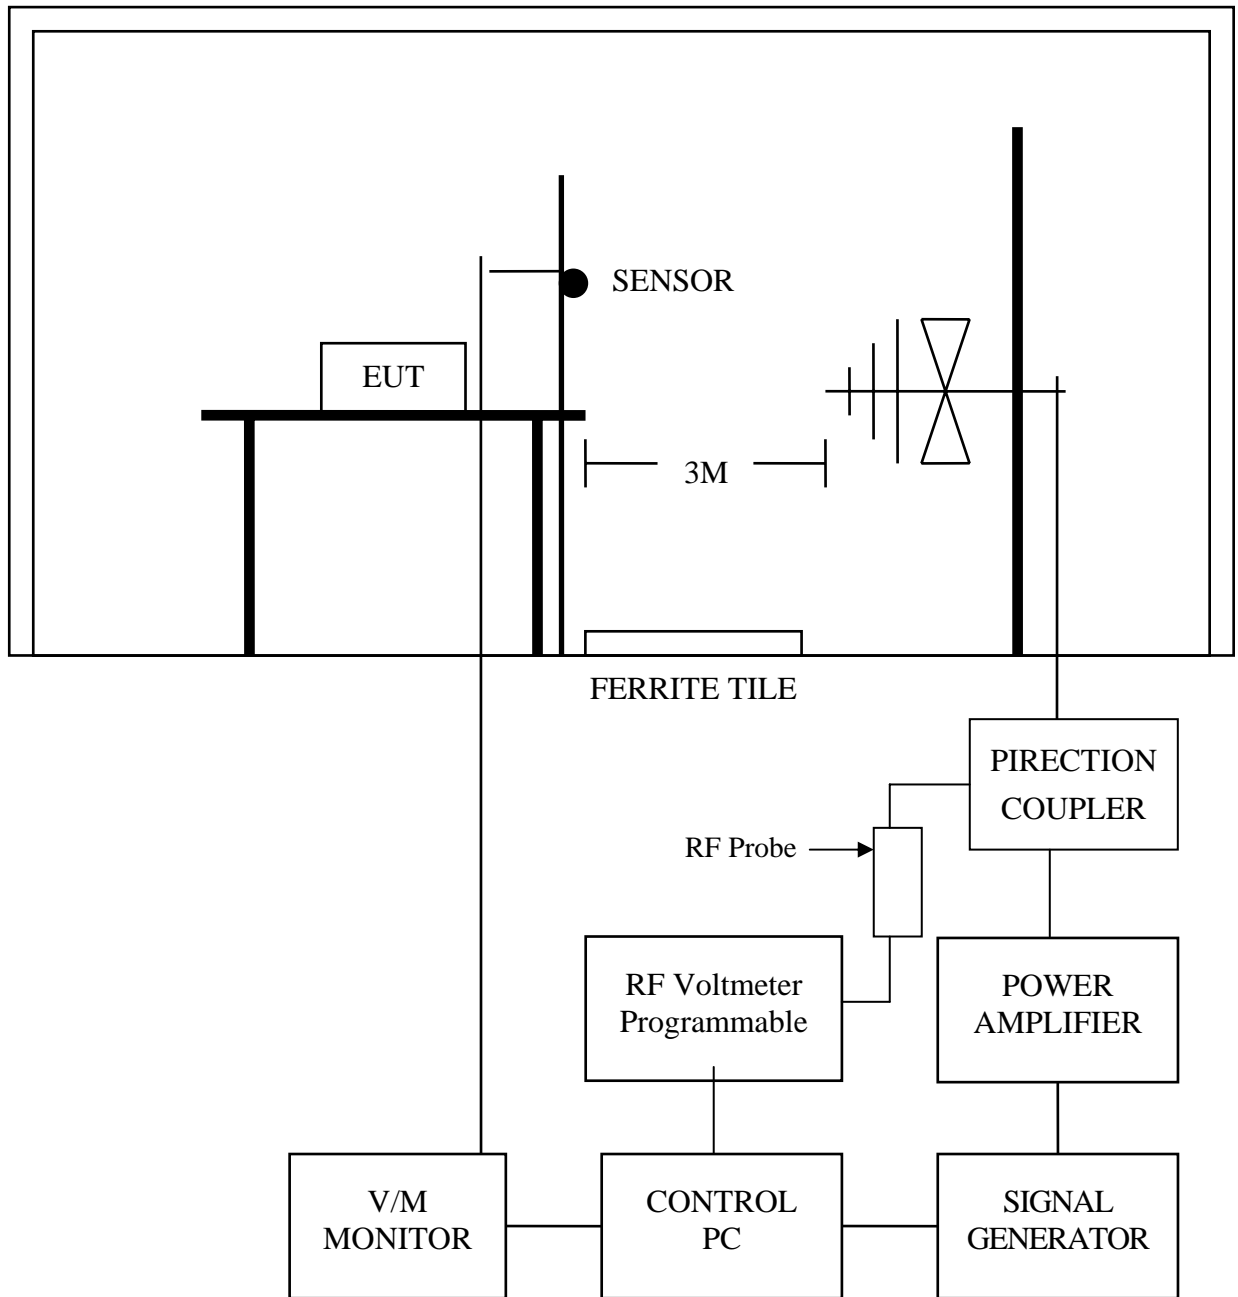 SENSOR
EUT
3M
FERRITE TILE
PIRECTION
COUPLER
RF Probe
RF Voltmeter
Programmable
POWER
AMPLIFIER
V/M
MONITOR
CONTROL
PC
SIGNAL
GENERATOR